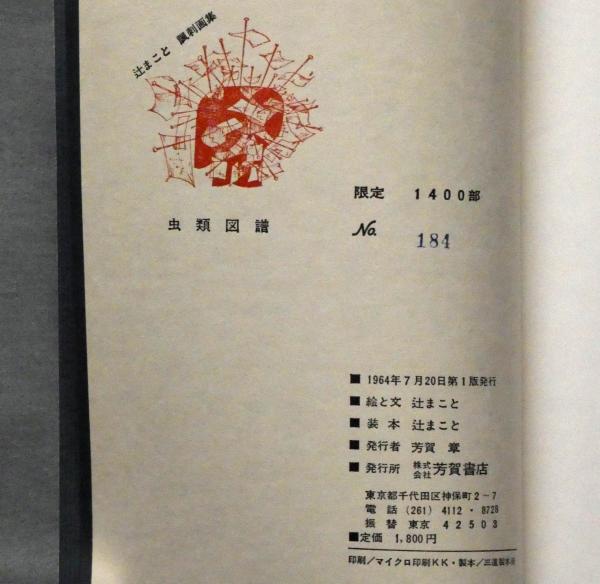 辻まこと 諷刺画集
虫類図譜
限定 1400部
No. 184
■ 1964年7月20日第1版発行
■ 絵と文 辻まこと
■ 装本 辻まこと
■ 発行者 芳賀 章
■ 発行所 株式会社 芳賀書店
東京都千代田区神保町2−7
電話 (261) 4112・8728
振替 東京 42503
■定価 1,800円
印刷/マイクロ印刷KK・製本/三道製本